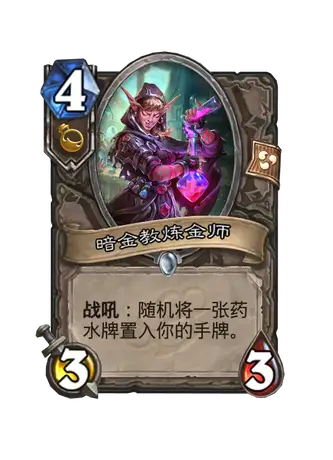 4
暗金教炼金师
战吼：随机将一张药
水牌置入你的手牌。
3
3